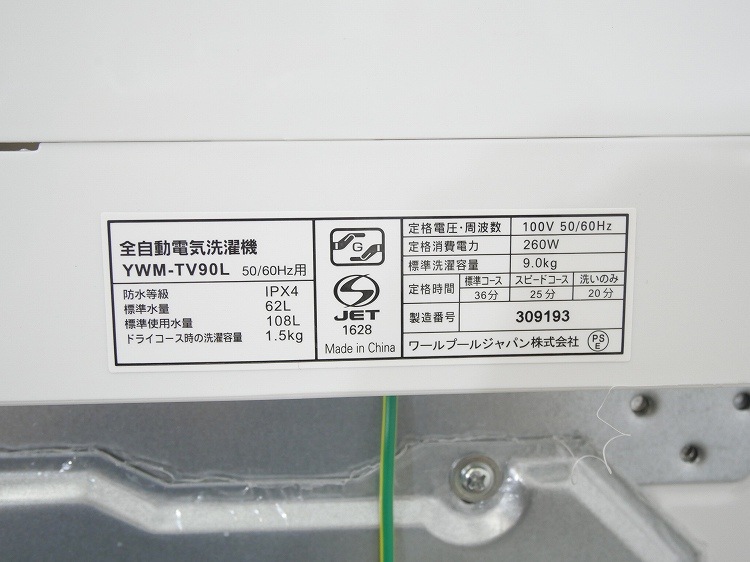 全自動電気洗濯機
YWM-TV90L 50/60Hz用
防水等級 IPX4
標準水量 62L
標準使用水量 108L
ドライコース時の洗濯容量 1.5kg
G
S
JET
1628
Made in China
定格電圧・周波数 100V 50/60Hz
定格消費電力 260W
標準洗濯容量 9.0kg
定格時間 標準コース スピードコース 洗いのみ
36分 25分 20分
製造番号 309193
ワールプールジャパン株式会社 PS
E